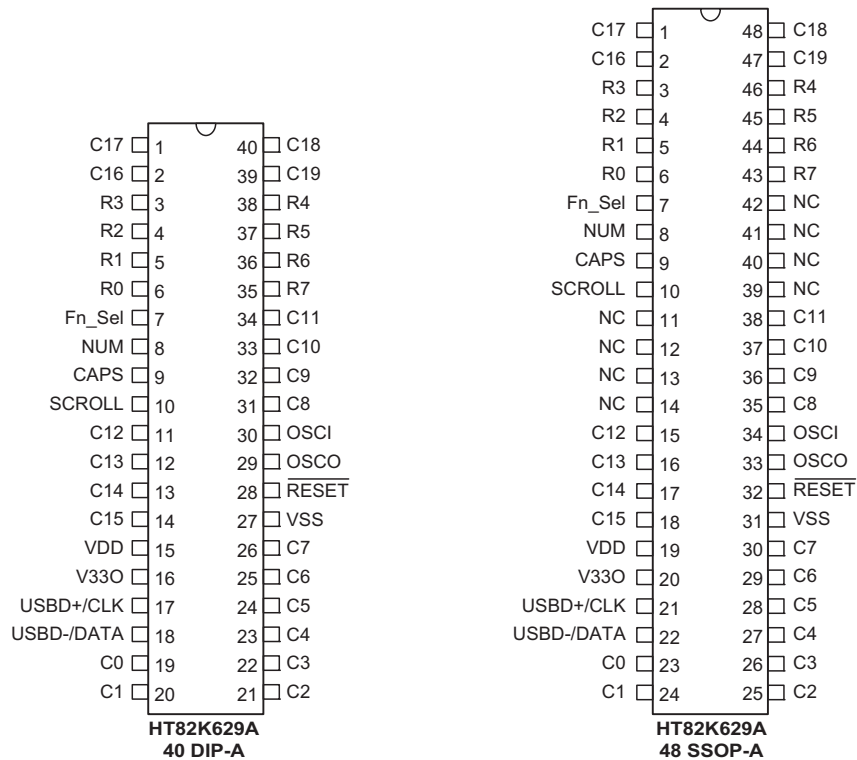 C17 1 40 C18
C16 2 39 C19
R3 3 38 R4
R2 4 37 R5
R1 5 36 R6
R0 6 35 R7
Fn_Sel 7 34 C11
NUM 8 33 C10
CAPS 9 32 C9
SCROLL 10 31 C8
C12 11 30 OSCI
C13 12 29 OSCO
C14 13 28 RESET
C15 14 27 VSS
VDD 15 26 C7
V33O 16 25 C6
USBD+/CLK 17 24 C5
USBD-/DATA 18 23 C4
C0 19 22 C3
C1 20 21 C2
HT82K629A
40 DIP-A
C17 1 48 C18
C16 2 47 C19
R3 3 46 R4
R2 4 45 R5
R1 5 44 R6
R0 6 43 R7
Fn_Sel 7 42 NC
NUM 8 41 NC
CAPS 9 40 NC
SCROLL 10 39 NC
NC 11 38 C11
NC 12 37 C10
NC 13 36 C9
NC 14 35 C8
C12 15 34 OSCI
C13 16 33 OSCO
C14 17 32 RESET
C15 18 31 VSS
VDD 19 30 C7
V33O 20 29 C6
USBD+/CLK 21 28 C5
USBD-/DATA 22 27 C4
C0 23 26 C3
C1 24 25 C2
HT82K629A
48 SSOP-A